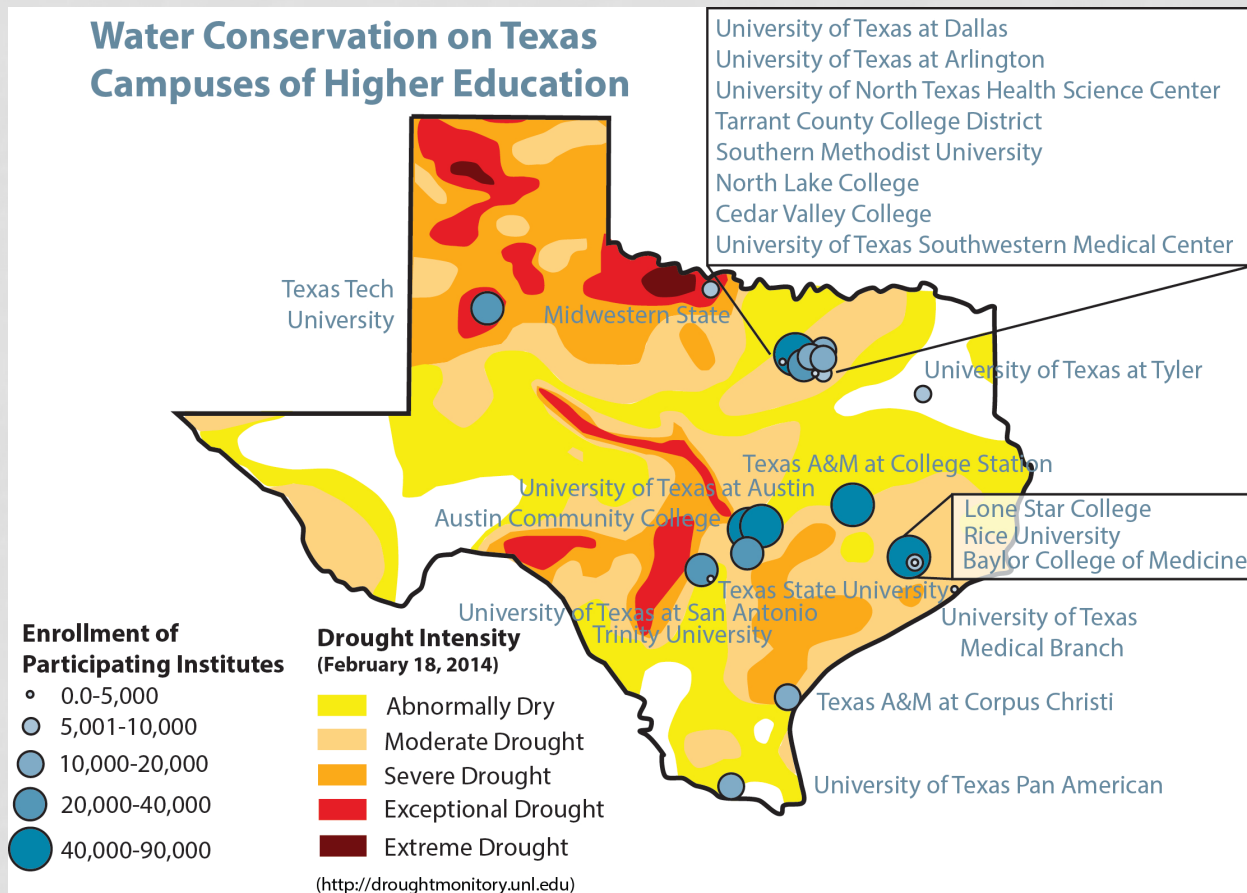 Water Conservation on Texas
Campuses of Higher Education
University of Texas at Dallas
University of Texas at Arlington
University of North Texas Health Science Center
Tarrant County College District
Southern Methodist University
North Lake College
Cedar Valley College
University of Texas Southwestern Medical Center
Texas Tech
University
Midwestern State
University of Texas at Tyler
Texas A&M at College Station
University of Texas at Austin
Austin Community College
Lone Star College
Rice University
Baylor College of Medicine
Texas State University
University of Texas at San Antonio
Trinity University
University of Texas
Medical Branch
Texas A&M at Corpus Christi
University of Texas Pan American
Enrollment of
Participating Institutes
0.0-5,000
5,001-10,000
10,000-20,000
20,000-40,000
40,000-90,000
Drought Intensity
(February 18, 2014)
Abnormally Dry
Moderate Drought
Severe Drought
Exceptional Drought
Extreme Drought
(http://droughtmonitory.unl.edu)